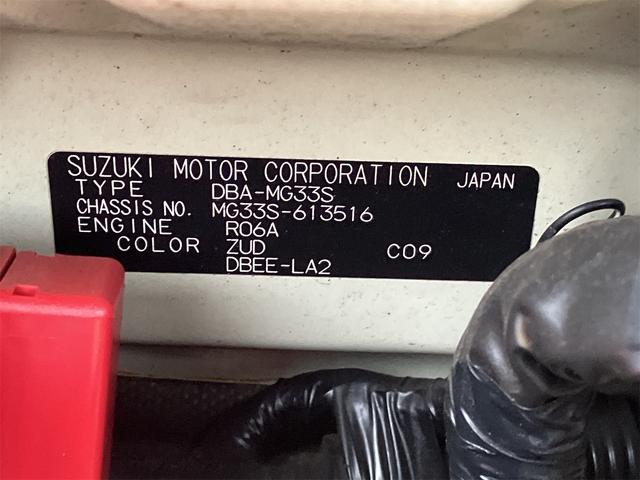 SUZUKI MOTOR CORPORATION JAPAN
TYPE DBA-MG33S
CHASSIS NO. MG33S-613516
ENGINE R06A
COLOR ZUD C09
DBEE-LA2